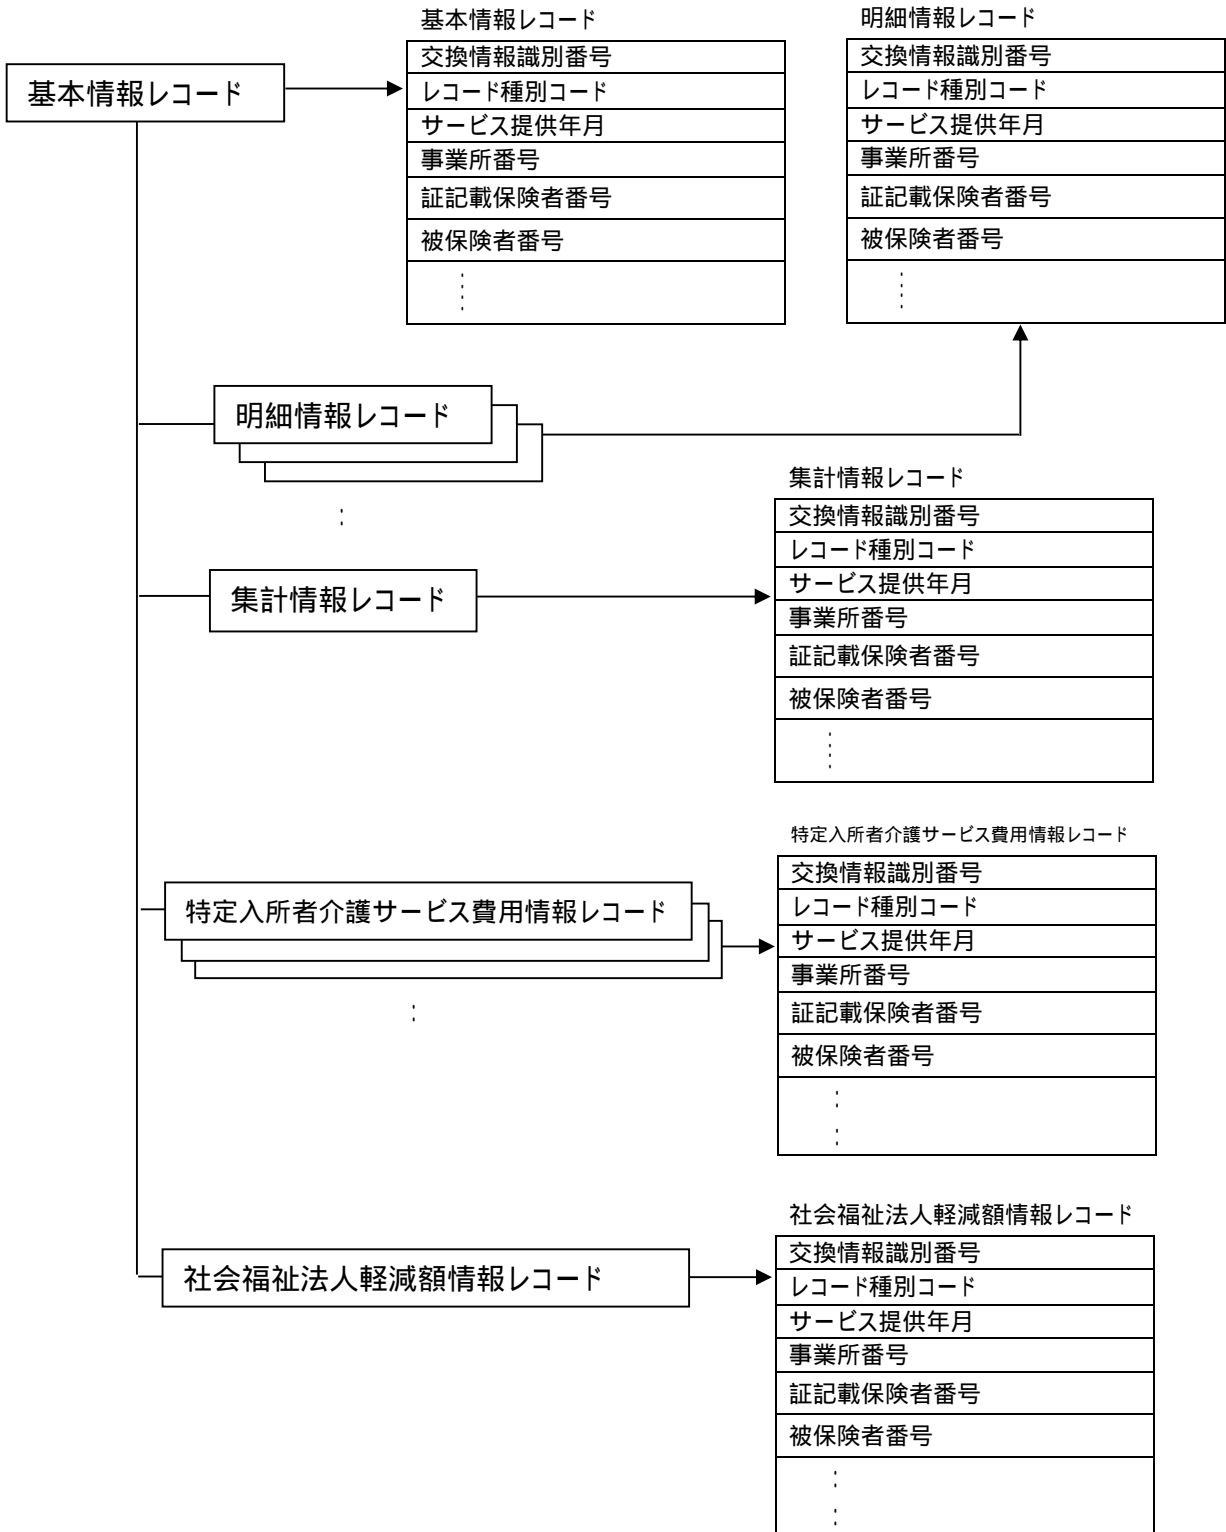 基本情報レコード
基本情報レコード
交換情報識別番号
レコード種別コード
サービス提供年月
事業所番号
証記載保険者番号
被保険者番号
明細情報レコード
交換情報識別番号
レコード種別コード
サービス提供年月
事業所番号
証記載保険者番号
被保険者番号
明細情報レコード
集計情報レコード
集計情報レコード
交換情報識別番号
レコード種別コード
サービス提供年月
事業所番号
証記載保険者番号
被保険者番号
特定入所者介護サービス費用情報レコード
特定入所者介護サービス費用情報レコード
交換情報識別番号
レコード種別コード
サービス提供年月
事業所番号
証記載保険者番号
被保険者番号
社会福祉法人軽減額情報レコード
社会福祉法人軽減額情報レコード
交換情報識別番号
レコード種別コード
サービス提供年月
事業所番号
証記載保険者番号
被保険者番号